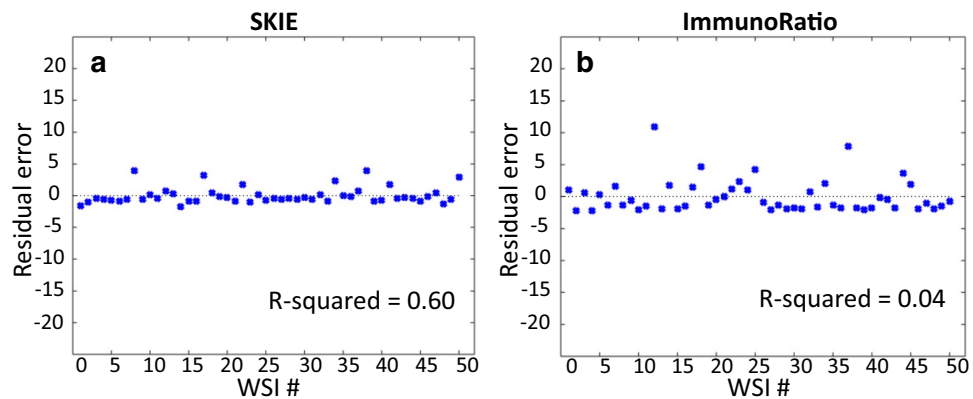 SKIE
a
Residual error
20
15
10
5
0
-5
-10
-15
-20
R-squared = 0.60
0 5 10 15 20 25 30 35 40 45 50
WSI #
ImmunoRatio
b
Residual error
20
15
10
5
0
-5
-10
-15
-20
R-squared = 0.04
0 5 10 15 20 25 30 35 40 45 50
WSI #